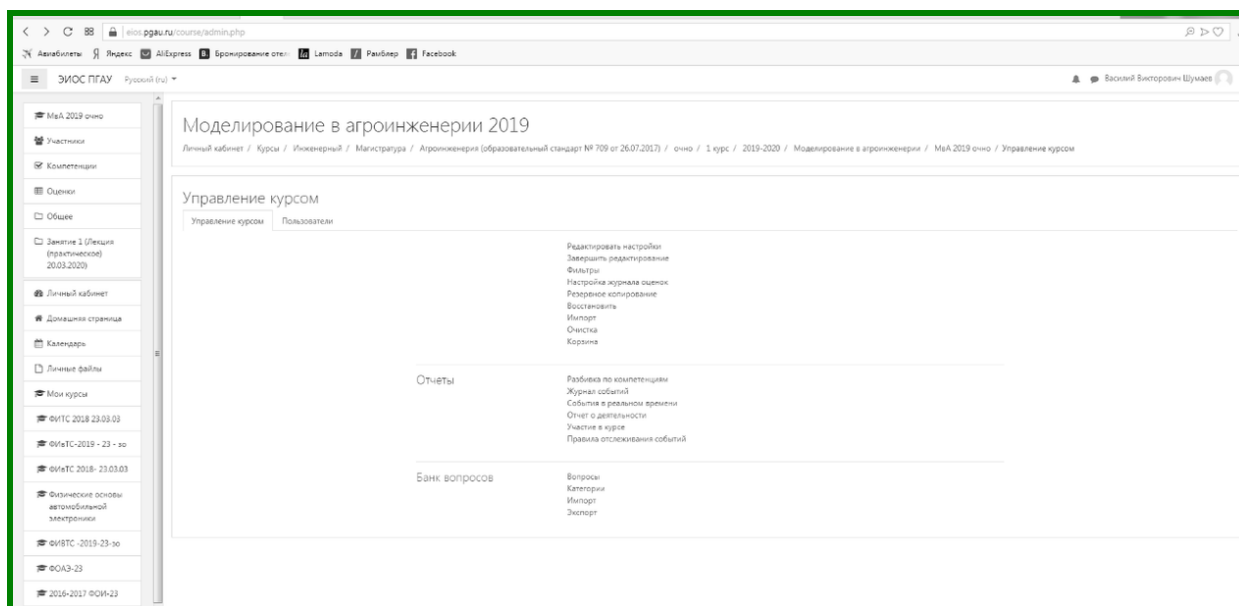 eios.pgau.ru/course/admin.php
Авиабилеты Яндекс AliExpress Бронирование отел Lamoda Рамблер Facebook
ЭИОС ПГАУ Русский (ru)
Василий Викторович Шумаев
МвА 2019 очно
Участники
Компетенции
Оценки
Общее
Занятие 1 (Лекция
(практическое)
20.03.2020)
Личный кабинет
Домашняя страница
Календарь
Личные файлы
Мои курсы
ФИТС 2018 23.03.03
ФИвТС-2019 - 23 - зо
ФИвТС 2018- 23.03.03
Физические основы
автомобильной
электроники
ФИВТС -2019-23-зо
ФОАЭ-23
2016-2017 ФОИ-23
Моделирование в агроинженерии 2019
Личный кабинет / Курсы / Инженерный / Магистратура / Агроинженерия (образовательный стандарт № 709 от 26.07.2017) / очно / 1 курс / 2019-2020 / Моделирование в агроинженерии / МвА 2019 очно / Управление курсом
Управление курсом
Управление курсом Пользователи
Редактировать настройки
Завершить редактирование
Фильтры
Настройка журнала оценок
Резервное копирование
Восстановить
Импорт
Очистка
Корзина
Отчеты
Разбивка по компетенциям
Журнал событий
События в реальном времени
Отчет о деятельности
Участие в курсе
Правила отслеживания событий
Банк вопросов
Вопросы
Категории
Импорт
Экспорт